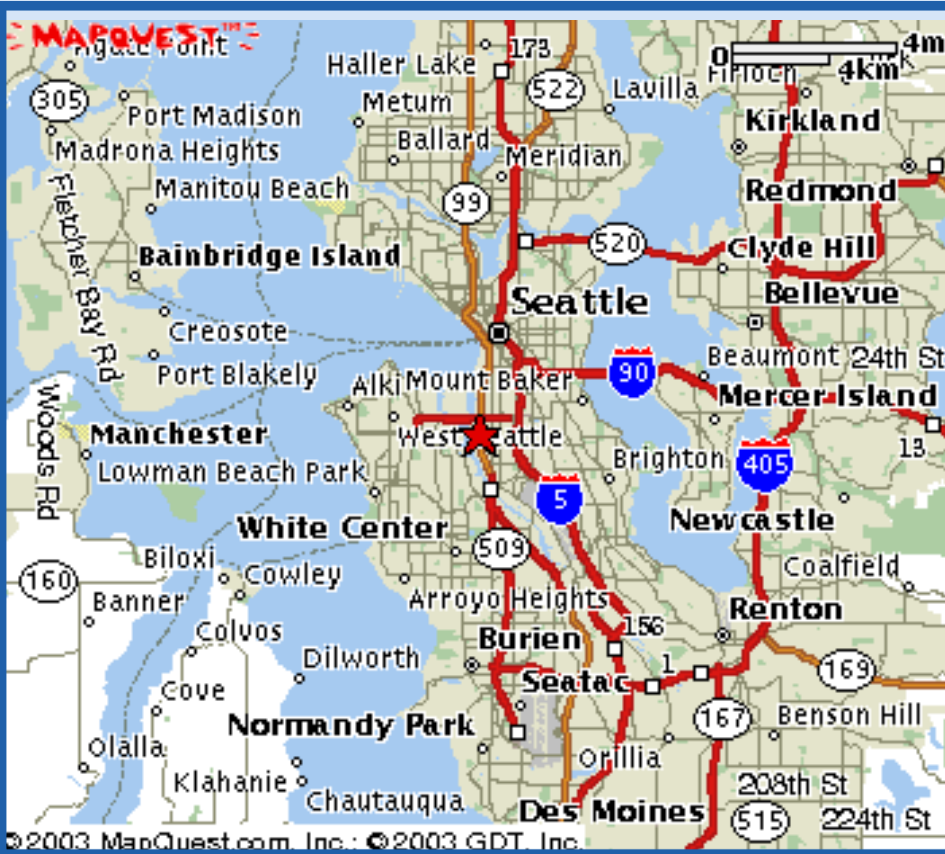 MAPQUEST™
Agate Point
173
0
4m
4km
Haller Lake
522
Finloch
305
Metum
Lavilla
Port Madison
Kirkland
Ballard
Madrona Heights
Meridian
Manitou Beach
Redmond
Fletcher Bay Rd
99
520
Clyde Hill
Bainbridge Island
Seattle
Bellevue
Creosote
Beaumont
24th St
Port Blakely
Alki
Mount Baker
90
Mercer Island
Woods Rd
Manchester
West Seattle
13
Lowman Beach Park
Brighton
405
5
White Center
Newcastle
509
Biloxi
Cowley
Coalfield
160
Banner
Arroyo Heights
Renton
Colvos
Burien
156
Dilworth
1
169
Seatac
Cove
167
Normandy Park
Benson Hill
Olalla
Orillia
Klahanie
208th St
Chautauqua
Des Moines
515
224th St
©2003 MapQuest.com, Inc.; ©2003 GDT, Inc.